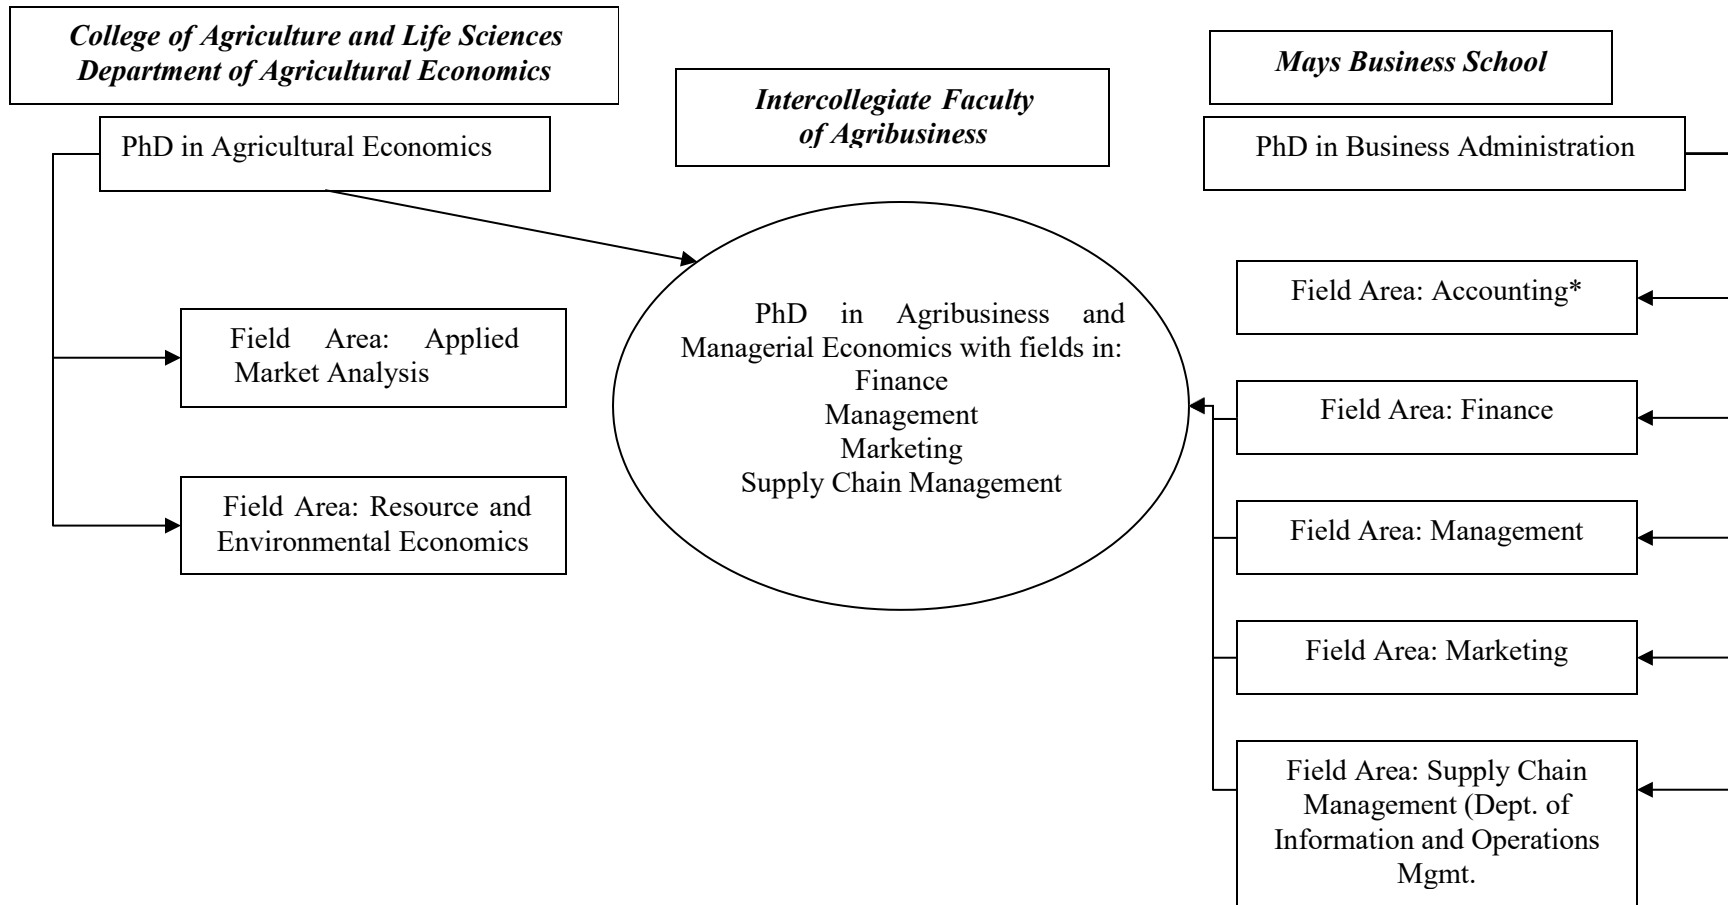 College of Agriculture and Life Sciences
Department of Agricultural Economics
PhD in Agricultural Economics
Field Area: Applied
Market Analysis
Field Area: Resource and
Environmental Economics
Intercollegiate Faculty
of Agribusiness
PhD in Agribusiness and
Managerial Economics with fields in:
Finance
Management
Marketing
Supply Chain Management
Mays Business School
PhD in Business Administration
Field Area: Accounting*
Field Area: Finance
Field Area: Management
Field Area: Marketing
Field Area: Supply Chain
Management (Dept. of
Information and Operations
Mgmt.